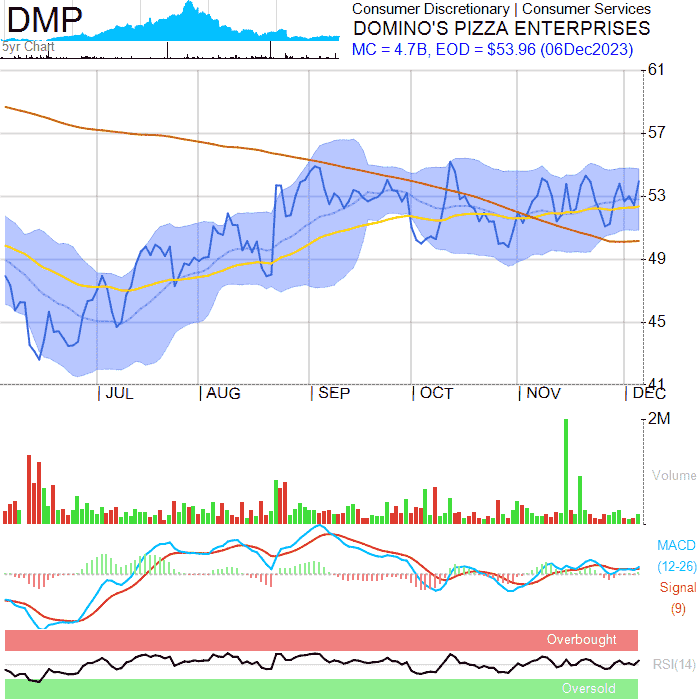 DMP
5yr Chart
Consumer Discretionary | Consumer Services
DOMINO'S PIZZA ENTERPRISES
MC = 4.7B, EOD = $53.96 (06Dec2023)
61
57
53
49
45
41
JUL
AUG
SEP
OCT
NOV
DEC
2M
Volume
MACD
(12-26)
Signal
(9)
Overbought
RSI(14)
Oversold